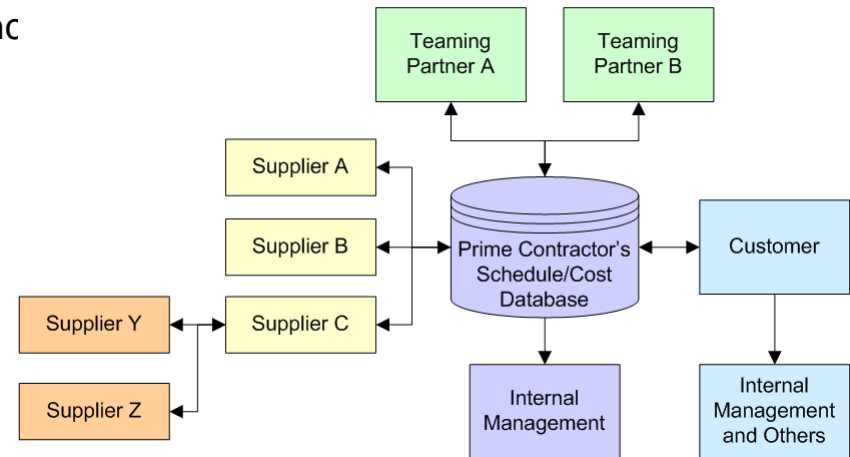 Teaming
Partner A
Teaming
Partner B
Supplier A
Supplier B
Prime Contractor's
Schedule/Cost
Database
Customer
Supplier Y
Supplier C
Supplier Z
Internal
Management
Internal
Management
and Others